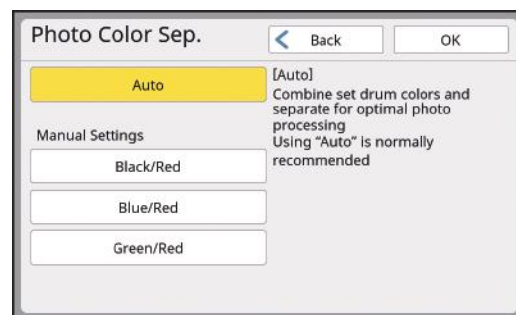 Photo Color Sep.
Back
OK
Auto
Manual Settings
Black/Red
Blue/Red
Green/Red
[Auto]
Combine set drum colors and
separate for optimal photo
processing
Using “Auto” is normally
recommended